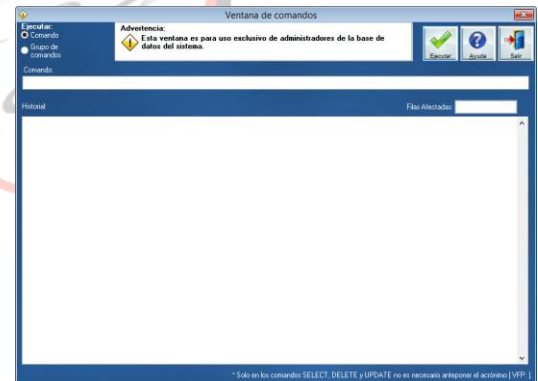 Ventana de comandos
Ejecutar:
Comando
Grupo de
comandos
Advertencia:
Esta ventana es para uso exclusivo de administradores de la base de
datos del sistema.
Ejecutar
Ayuda
Salir
Comando:
Historial:
Filas Afectadas:
* Solo en los comandos SELECT, DELETE y UPDATE no es necesario anteponer el acrónimo [ VFP: ].